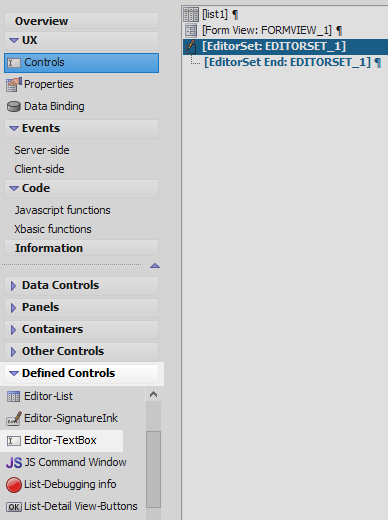 Overview
UX
Controls
Properties
Data Binding
Events
Server-side
Client-side
Code
Javascript functions
Xbasic functions
Information
Data Controls
Panels
Containers
Other Controls
Defined Controls
Editor-List
Editor-SignatureInk
Editor-TextBox
JS JS Command Window
List-Debugging info
OK List-Detail View-Buttons
[list1] ¶
[Form View: FORMVIEW_1] ¶
[EditorSet: EDITORSET_1]
[EditorSet End: EDITORSET_1] ¶